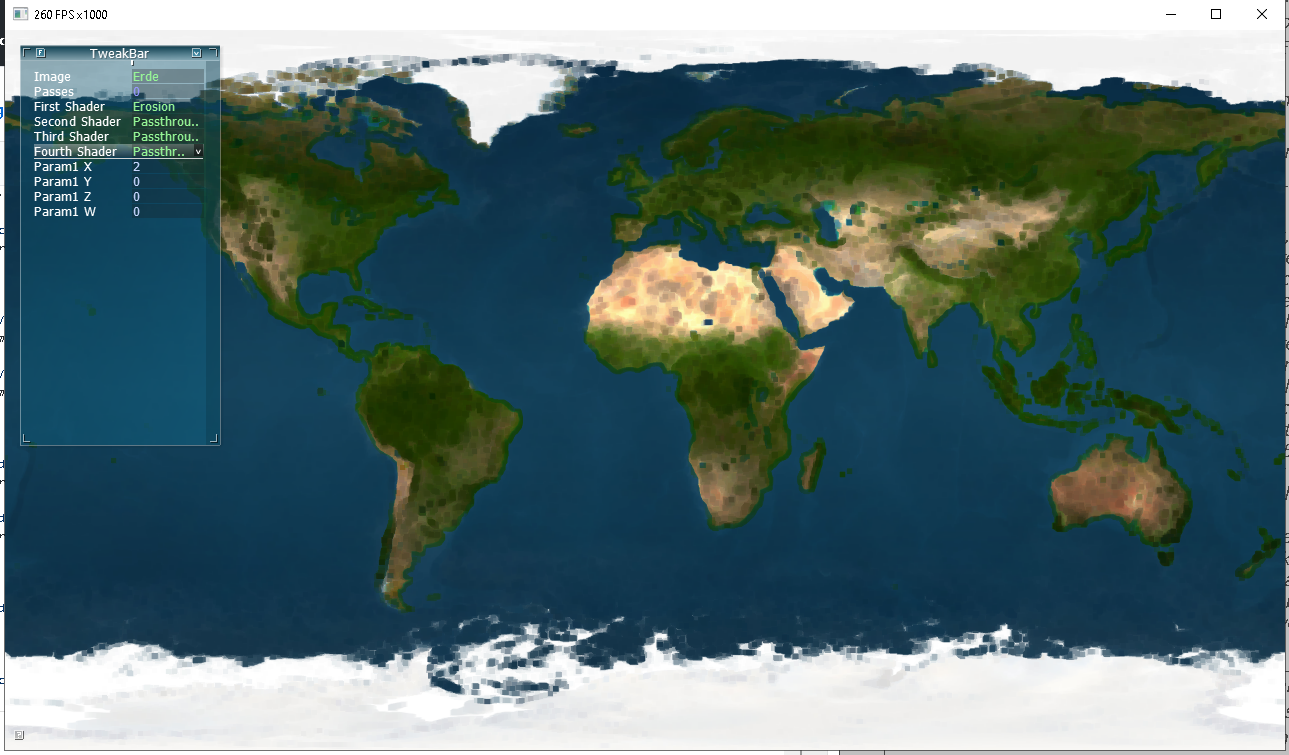 260 FPS x1000
TweakBar
Image Erde
Passes 0
First Shader Erosion
Second Shader Passthrou..
Third Shader Passthrou..
Fourth Shader Passthr..
Param1 X 2
Param1 Y 0
Param1 Z 0
Param1 W 0